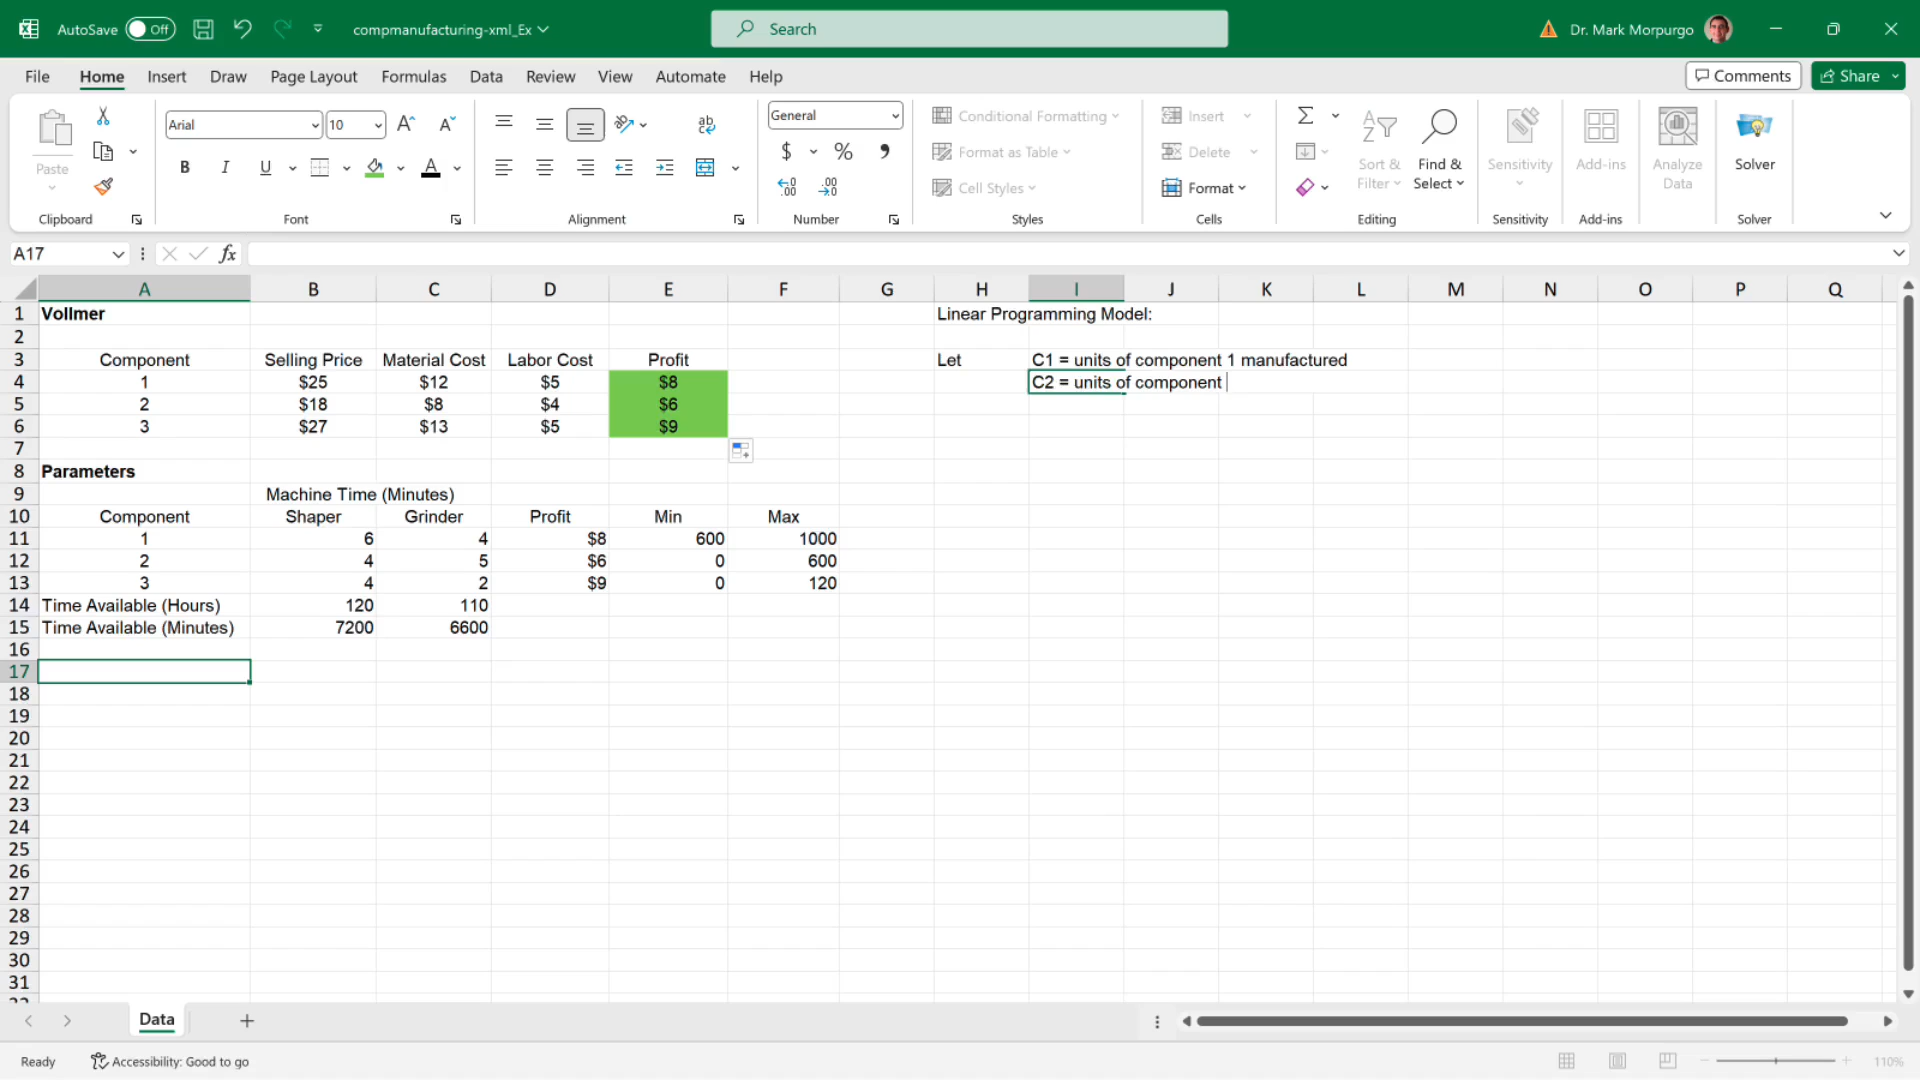 AutoSave Off compmanufacturing-xml_Ex Search Dr. Mark Morpurgo
File Home Insert Draw Page Layout Formulas Data Review View Automate Help Comments Share
Arial 10 General Conditional Formatting Insert
Paste Format as Table Delete Sort & Filter Find & Select Sensitivity Add-ins Analyze Data Solver
B I U A $ % Cell Styles Format
Clipboard Font Alignment Number Styles Cells Editing Sensitivity Add-ins Solver
A17 fx
A B C D E F G H I J K L M N O P Q
1 Vollmer Linear Programming Model:
2
3 Component Selling Price Material Cost Labor Cost Profit Let C1 = units of component 1 manufactured
4 1 $25 $12 $5 $8 C2 = units of component
5 2 $18 $8 $4 $6
6 3 $27 $13 $5 $9
7
8 Parameters
9 Machine Time (Minutes)
10 Component Shaper Grinder Profit Min Max
11 1 6 4 $8 600 1000
12 2 4 5 $6 0 600
13 3 4 2 $9 0 120
14 Time Available (Hours) 120 110
15 Time Available (Minutes) 7200 6600
16
17
18
19
20
21
22
23
24
25
26
27
28
29
30
31
Data
Ready Accessibility: Good to go 110%